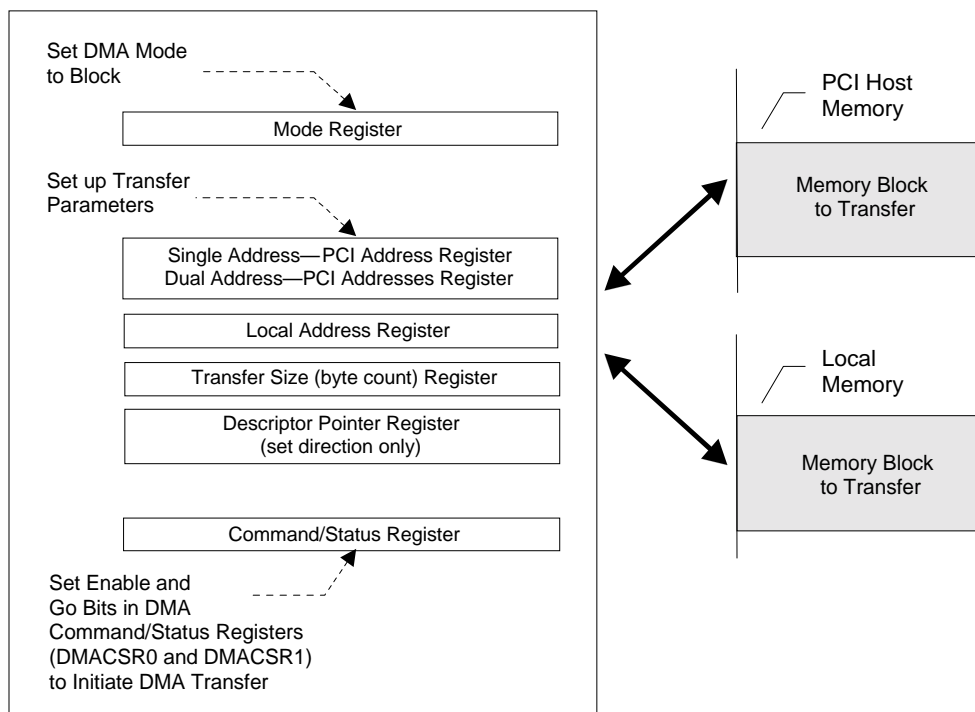 Set DMA Mode
to Block
Mode Register
Set up Transfer
Parameters
Single Address—PCI Address Register
Dual Address—PCI Addresses Register
Local Address Register
Transfer Size (byte count) Register
Descriptor Pointer Register
(set direction only)
Command/Status Register
Set Enable and
Go Bits in DMA
Command/Status Registers
(DMACSR0 and DMACSR1)
to Initiate DMA Transfer
PCI Host
Memory
Memory Block
to Transfer
Local
Memory
Memory Block
to Transfer